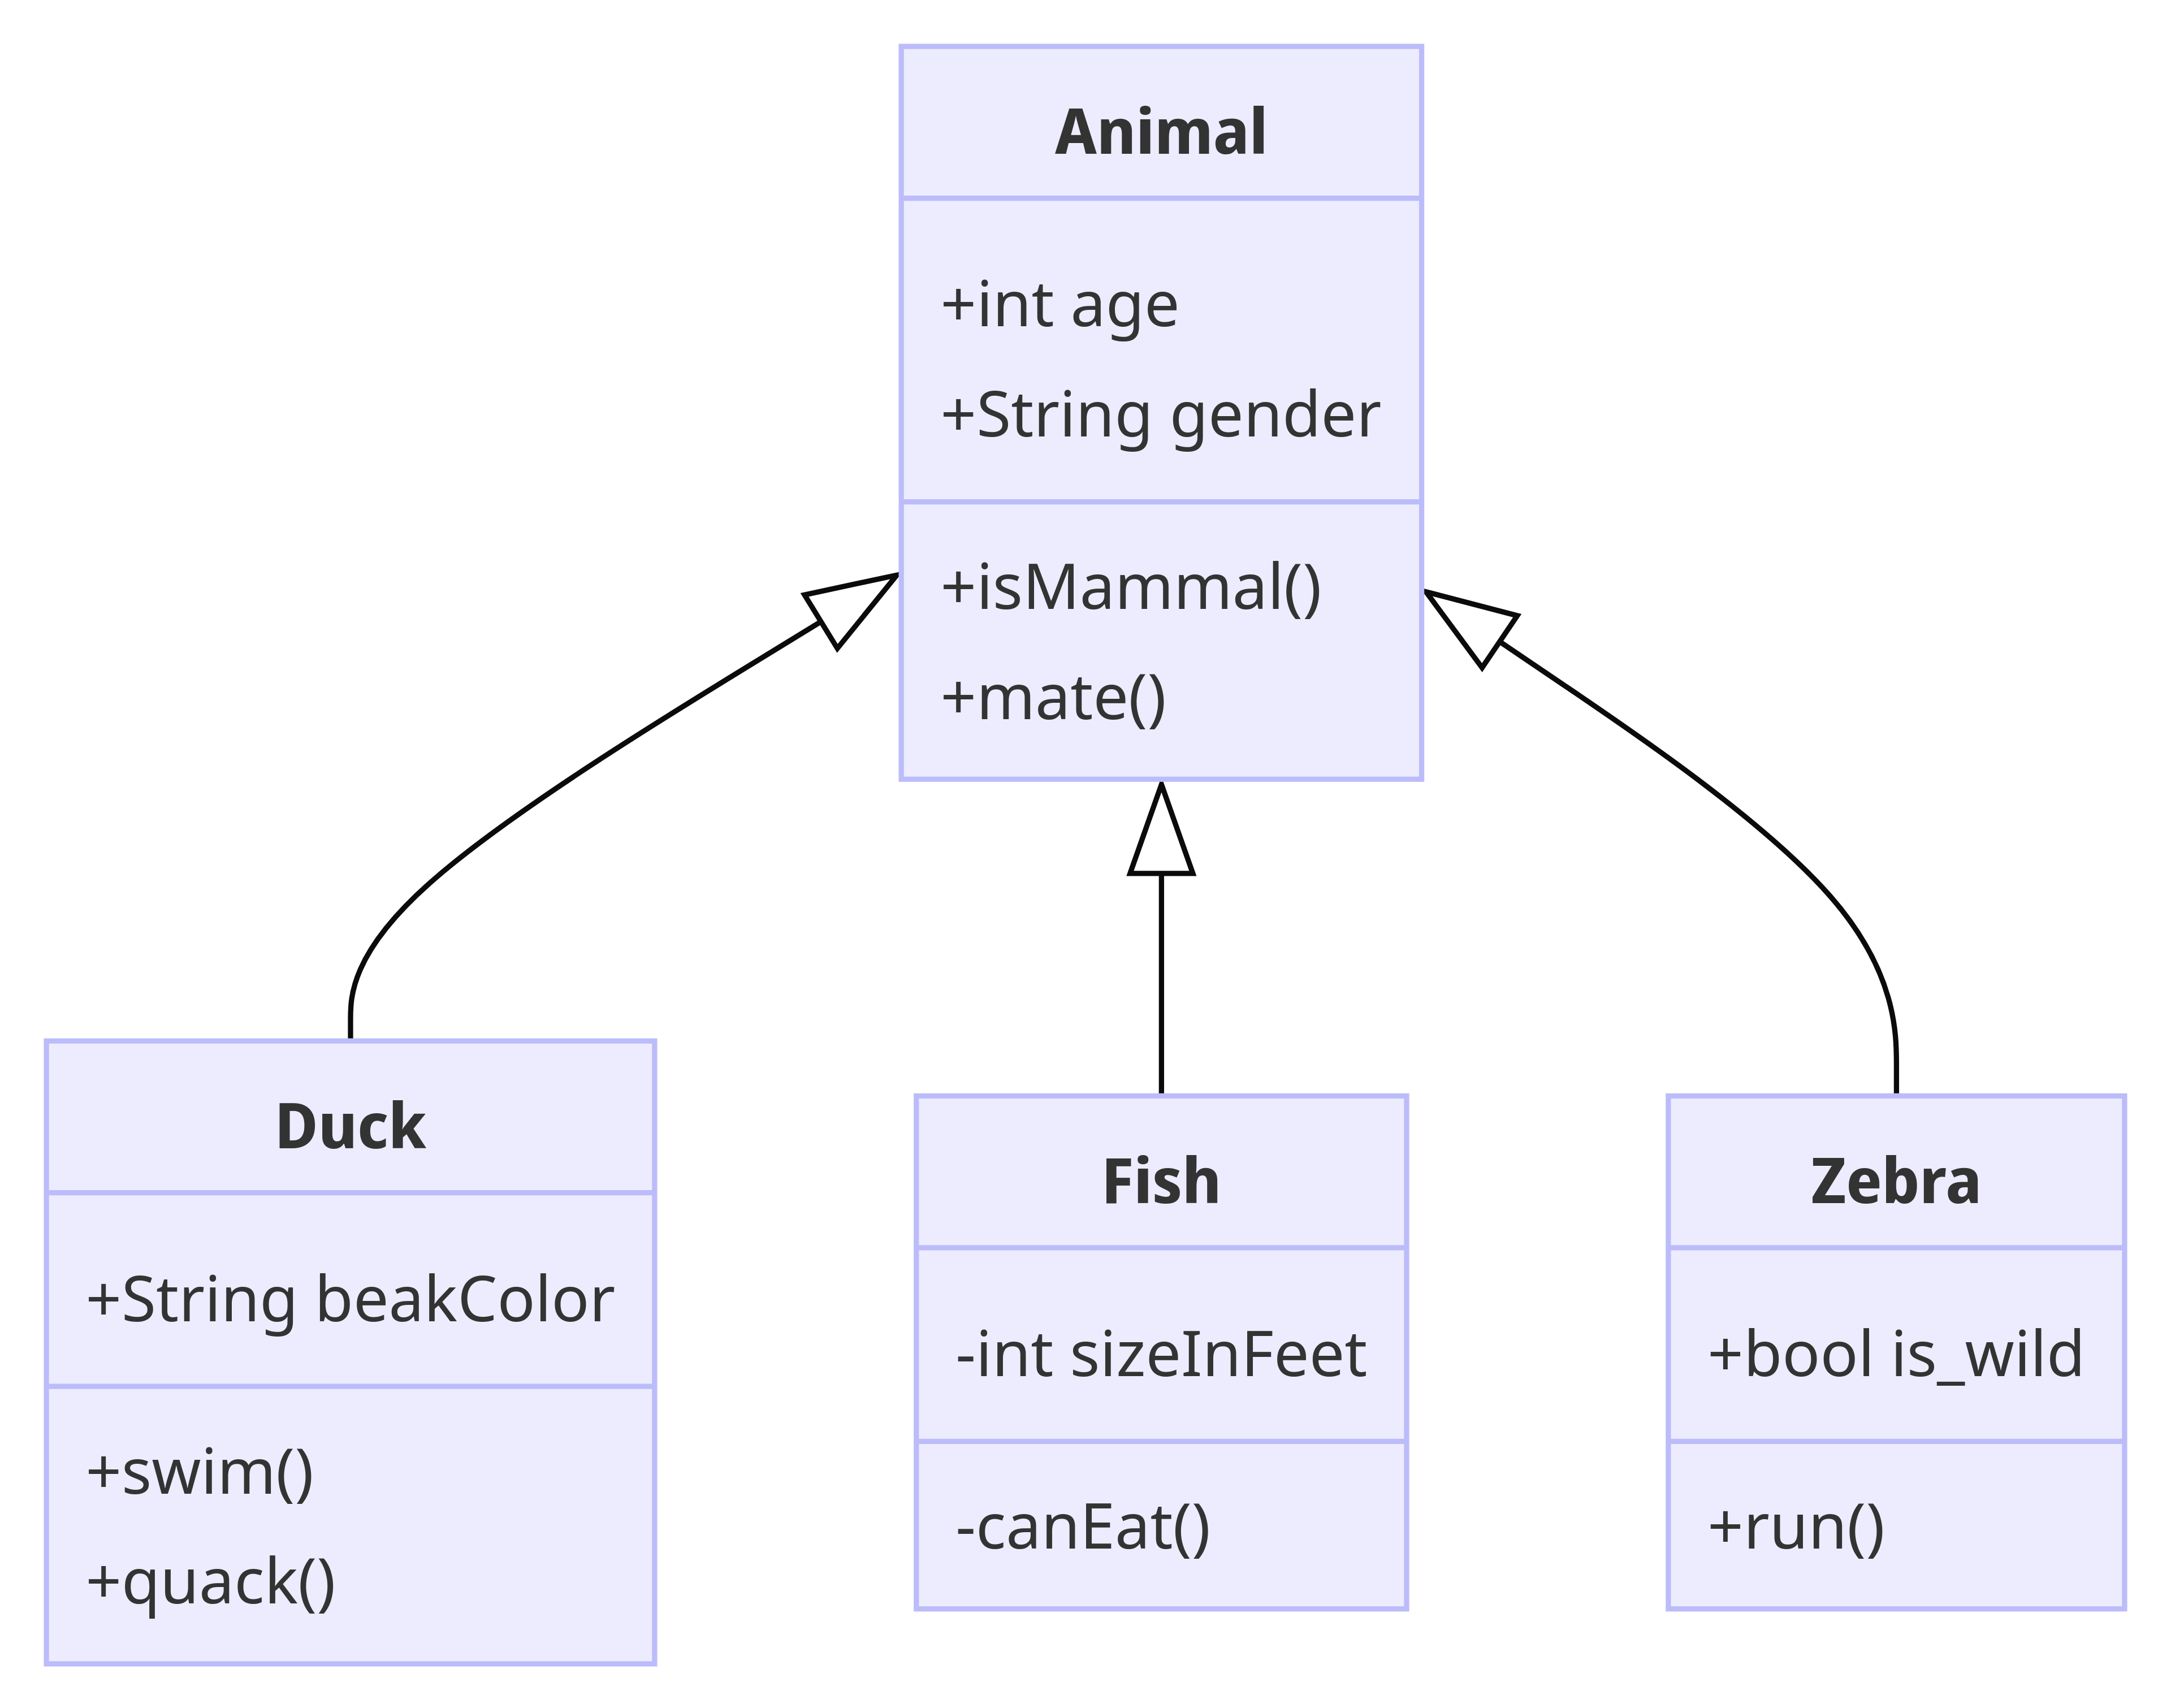 Animal
+int age
+String gender
+isMammal()
+mate()
Duck
+String beakColor
+swim()
+quack()
Fish
-int sizeInFeet
-canEat()
Zebra
+bool is_wild
+run()